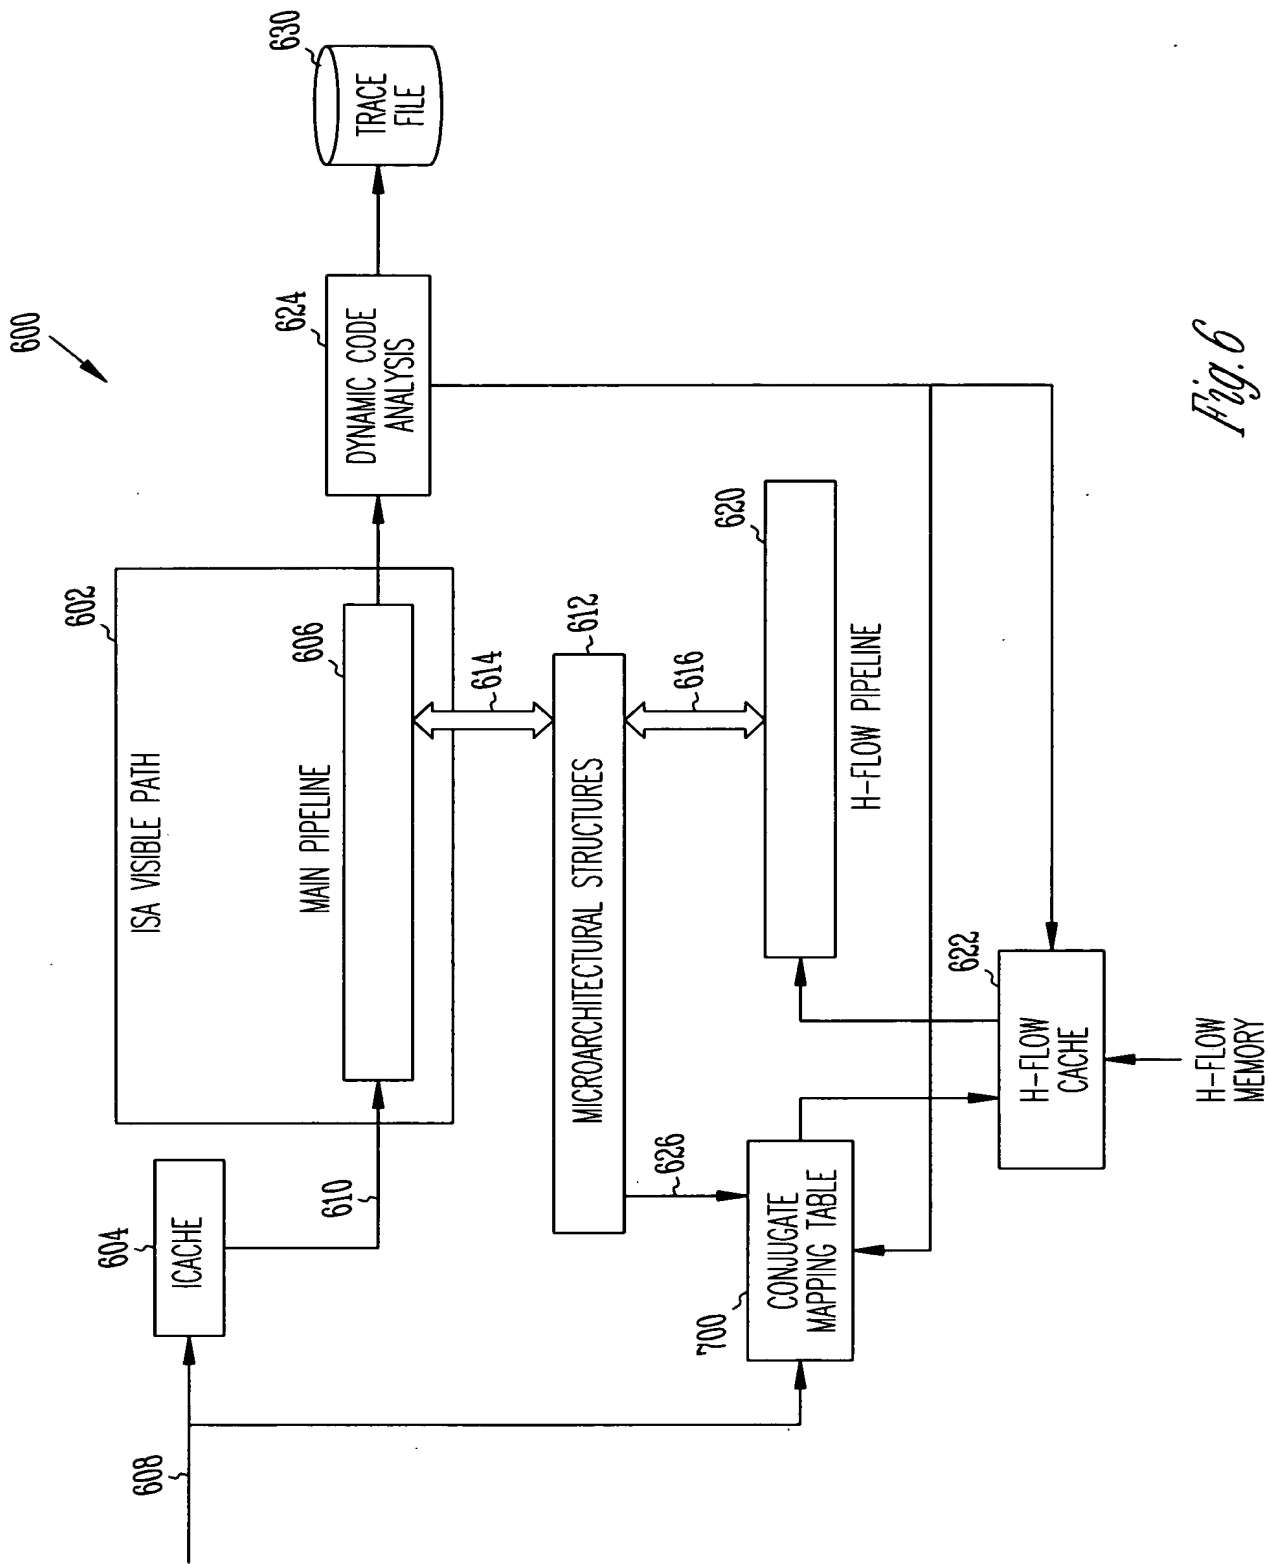 600
602
ISA VISIBLE PATH
604
ICACHE
608
610
MAIN PIPELINE
606
624
DYNAMIC CODE
ANALYSIS
630
TRACE
FILE
614
612
MICROARCHITECTURAL STRUCTURES
626
616
620
H-FLOW PIPELINE
700
CONJUGATE
MAPPING TABLE
622
H-FLOW
CACHE
H-FLOW
MEMORY
Fig. 6